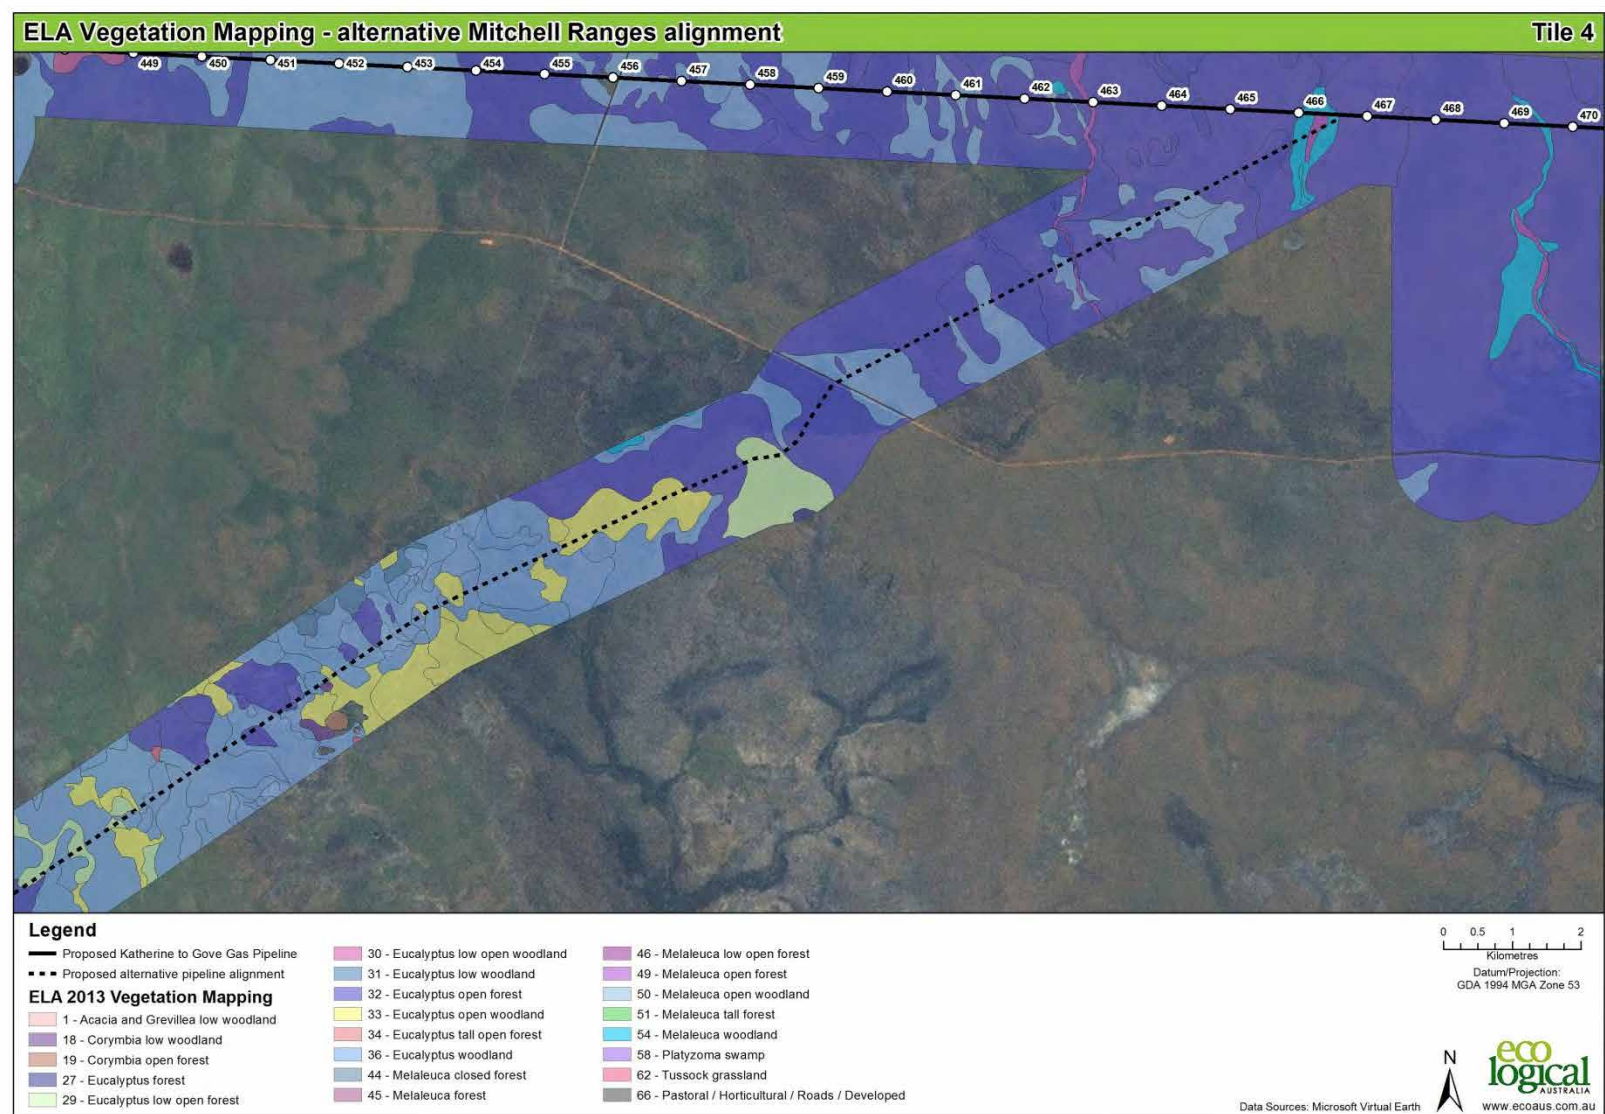 ELA Vegetation Mapping - alternative Mitchell Ranges alignment
Tile 4
449
450
451
452
453
454
455
456
457
458
459
460
461
462
463
464
465
466
467
468
469
470
Legend
Proposed Katherine to Gove Gas Pipeline
Proposed alternative pipeline alignment
ELA 2013 Vegetation Mapping
1 - Acacia and Grevillea low woodland
18 - Corymbia low woodland
19 - Corymbia open forest
27 - Eucalyptus forest
29 - Eucalyptus low open forest
30 - Eucalyptus low open woodland
31 - Eucalyptus low woodland
32 - Eucalyptus open forest
33 - Eucalyptus open woodland
34 - Eucalyptus tall open forest
36 - Eucalyptus woodland
44 - Melaleuca closed forest
45 - Melaleuca forest
46 - Melaleuca low open forest
49 - Melaleuca open forest
50 - Melaleuca open woodland
51 - Melaleuca tall forest
54 - Melaleuca woodland
58 - Platyzoma swamp
62 - Tussock grassland
66 - Pastoral / Horticultural / Roads / Developed
0 0.5 1 2
Kilometres
Datum/Projection:
GDA 1994 MGA Zone 53
N
eco
logical
AUSTRALIA
Data Sources: Microsoft Virtual Earth
www.ecoaus.com.au